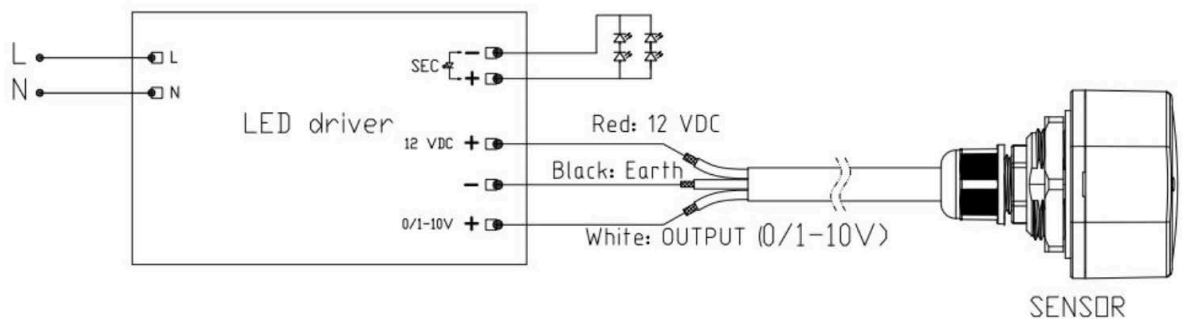 L
L
−
SEC
+
N
N
LED driver
Red: 12 VDC
12 VDC +
Black: Earth
−
0/1-10V +
White: OUTPUT (0/1-10V)
SENSOR